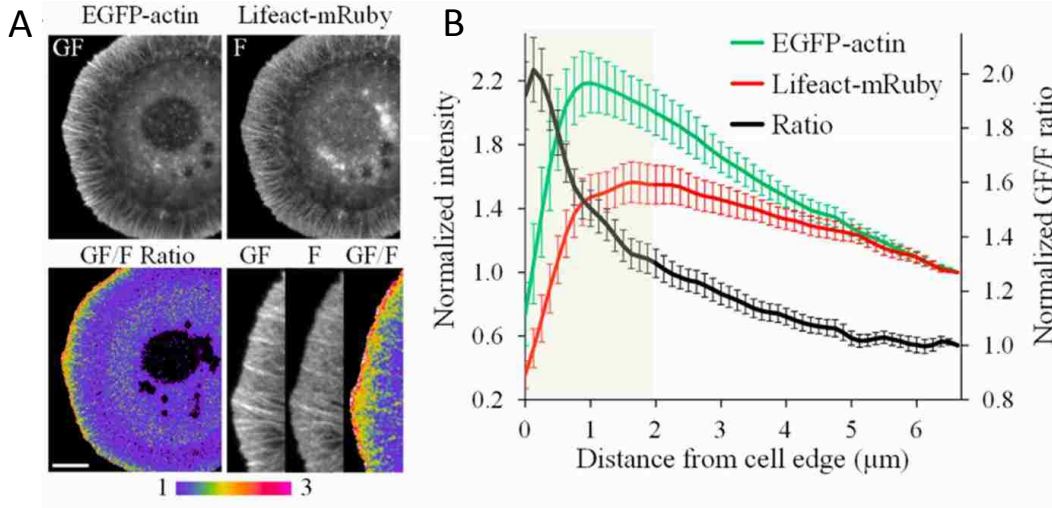 A
EGFP-actin Lifeact-mRuby
GF F
GF/F Ratio GF F GF/F
1 3
B
EGFP-actin
Lifeact-mRuby
Ratio
Normalized intensity
2.2
1.8
1.4
1.0
0.6
0.2
0 1 2 3 4 5 6
Distance from cell edge (μm)
2.0
1.8
1.6
1.4
1.2
1.0
0.8
Normalized GF/F ratio